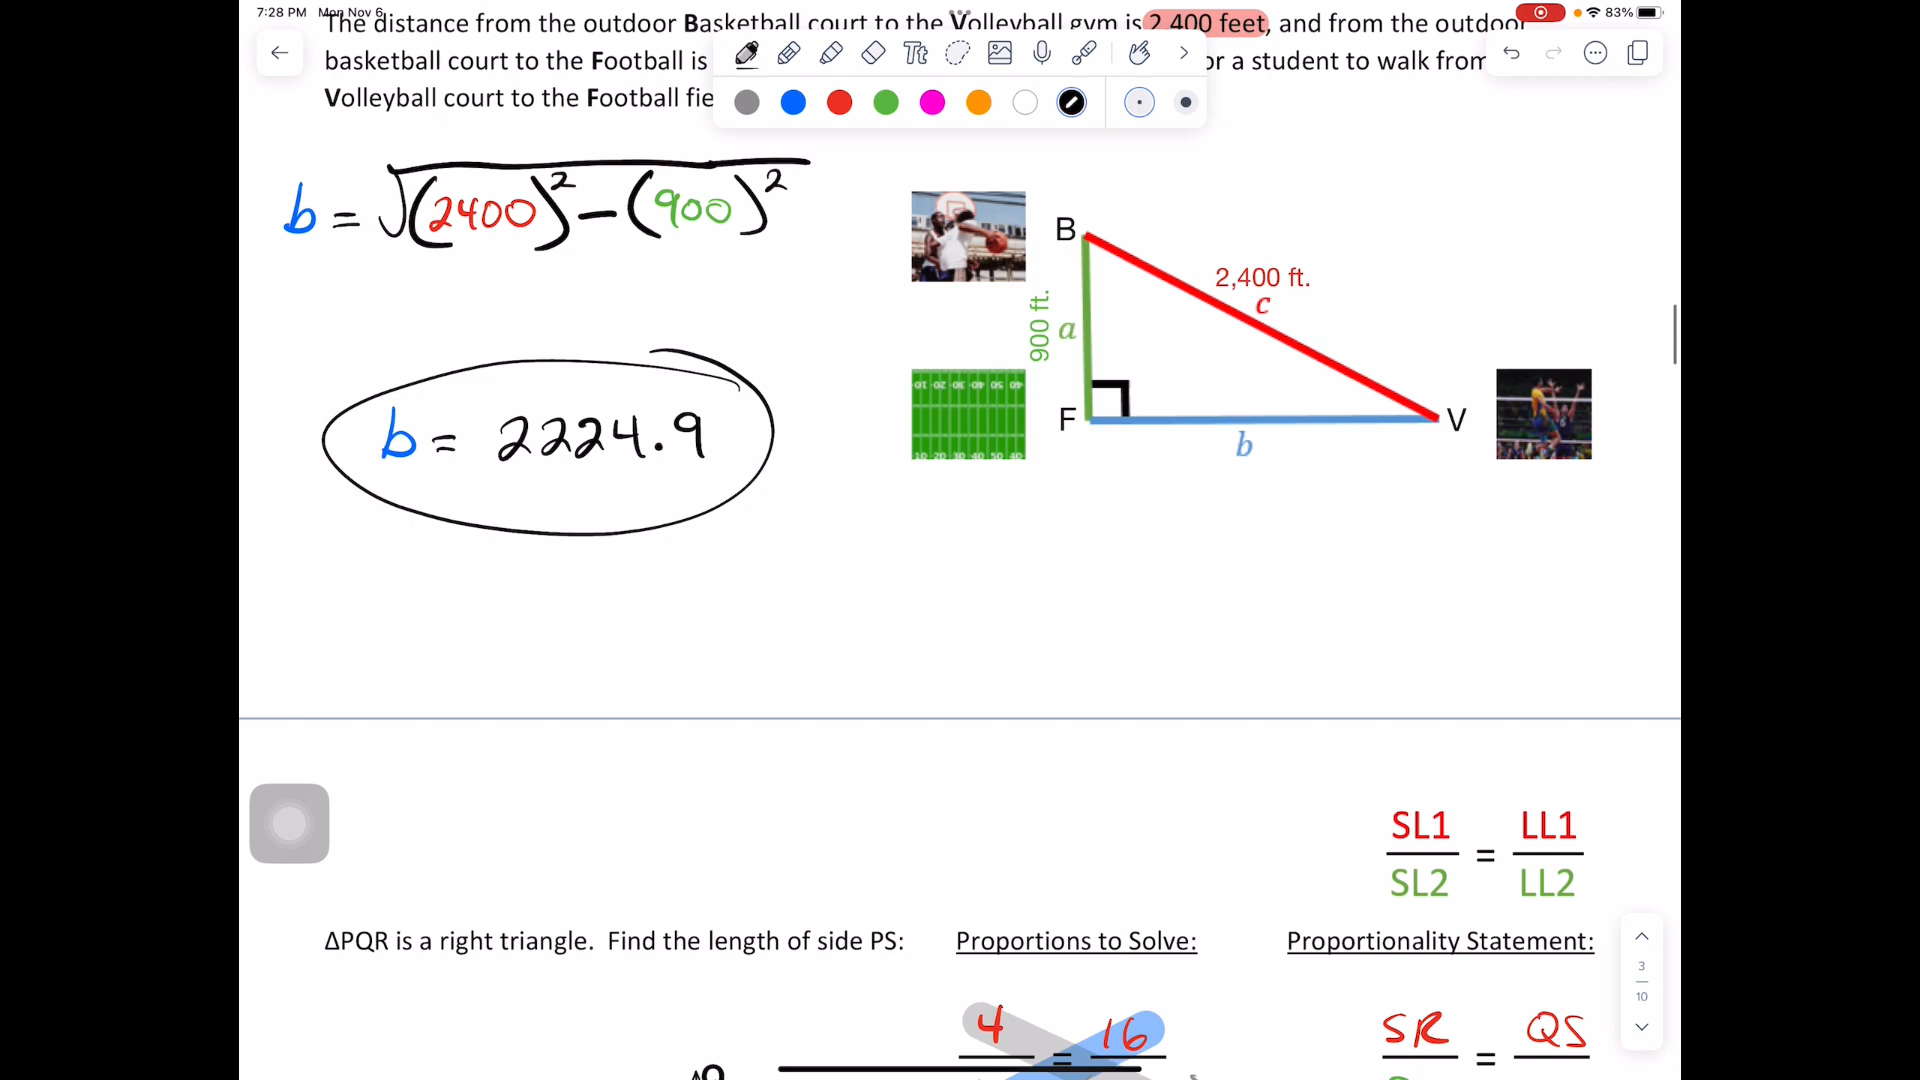 7:28 PM Mon Nov 6
83%
The distance from the outdoor Basketball court to the Volleyball gym is 2,400 feet, and from the outdoor
basketball court to the Football is
or a student to walk from
Volleyball court to the Football fie
Tt
b = √(2400)² − (900)²
B
2,400 ft.
c
900 ft.
a
F
V
b
b = 2224.9
SL1 = LL1
SL2 LL2
ΔPQR is a right triangle. Find the length of side PS:
Proportions to Solve:
Proportionality Statement:
3
10
4 = 16
SR = QS